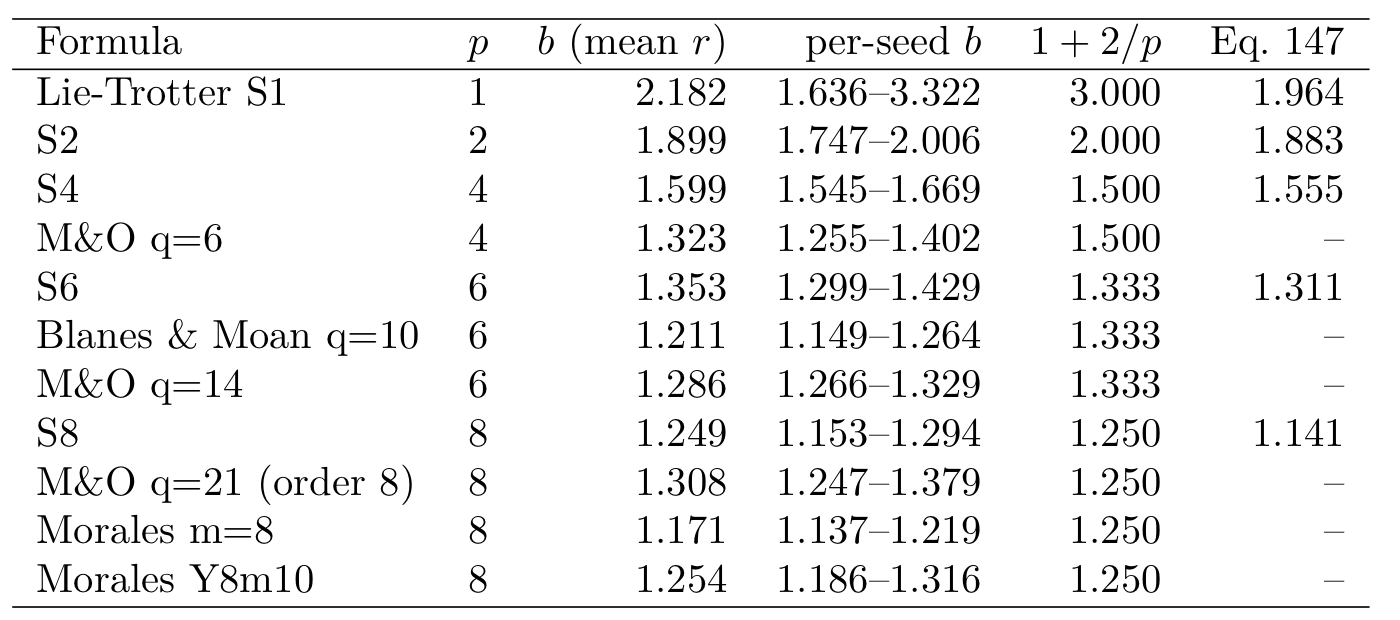 Formula p b (mean r) per-seed b 1 + 2/p Eq. 147
Lie-Trotter S1 1 2.182 1.636–3.322 3.000 1.964
S2 2 1.899 1.747–2.006 2.000 1.883
S4 4 1.599 1.545–1.669 1.500 1.555
M&O q=6 4 1.323 1.255–1.402 1.500 –
S6 6 1.353 1.299–1.429 1.333 1.311
Blanes & Moan q=10 6 1.211 1.149–1.264 1.333 –
M&O q=14 6 1.286 1.266–1.329 1.333 –
S8 8 1.249 1.153–1.294 1.250 1.141
M&O q=21 (order 8) 8 1.308 1.247–1.379 1.250 –
Morales m=8 8 1.171 1.137–1.219 1.250 –
Morales Y8m10 8 1.254 1.186–1.316 1.250 –